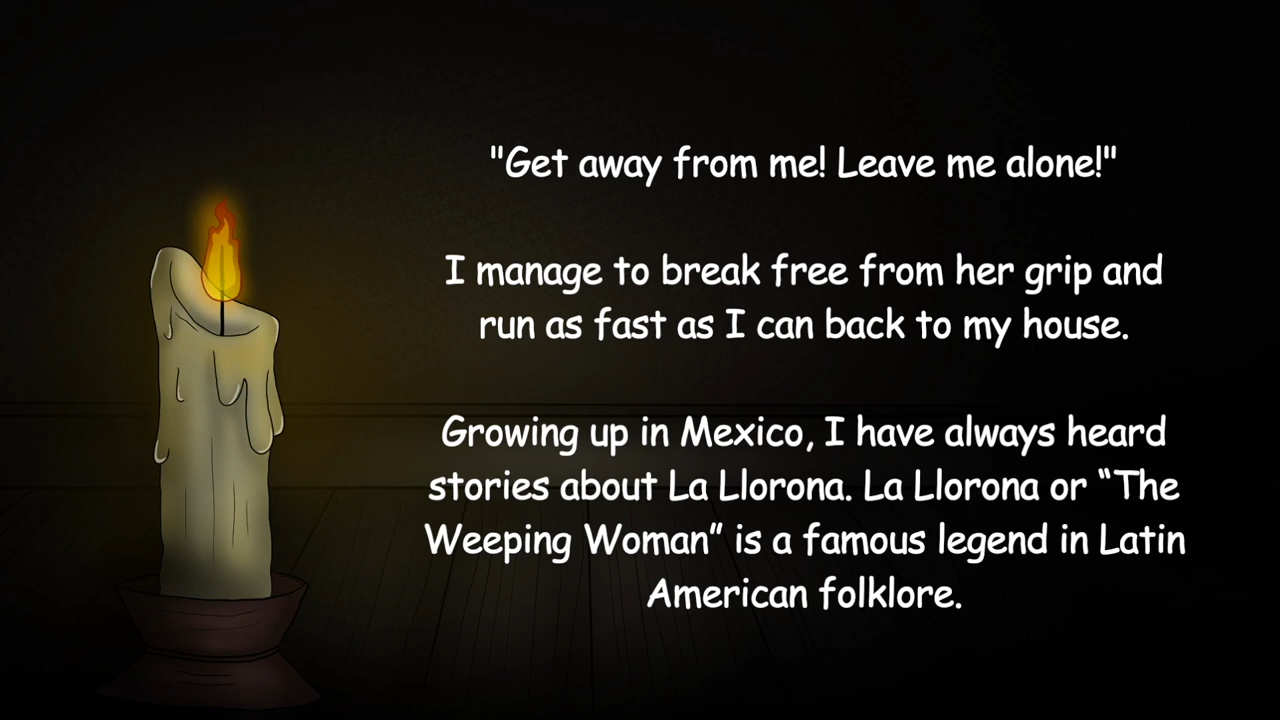 "Get away from me! Leave me alone!"
I manage to break free from her grip and
run as fast as I can back to my house.
Growing up in Mexico, I have always heard
stories about La Llorona. La Llorona or “The
Weeping Woman” is a famous legend in Latin
American folklore.